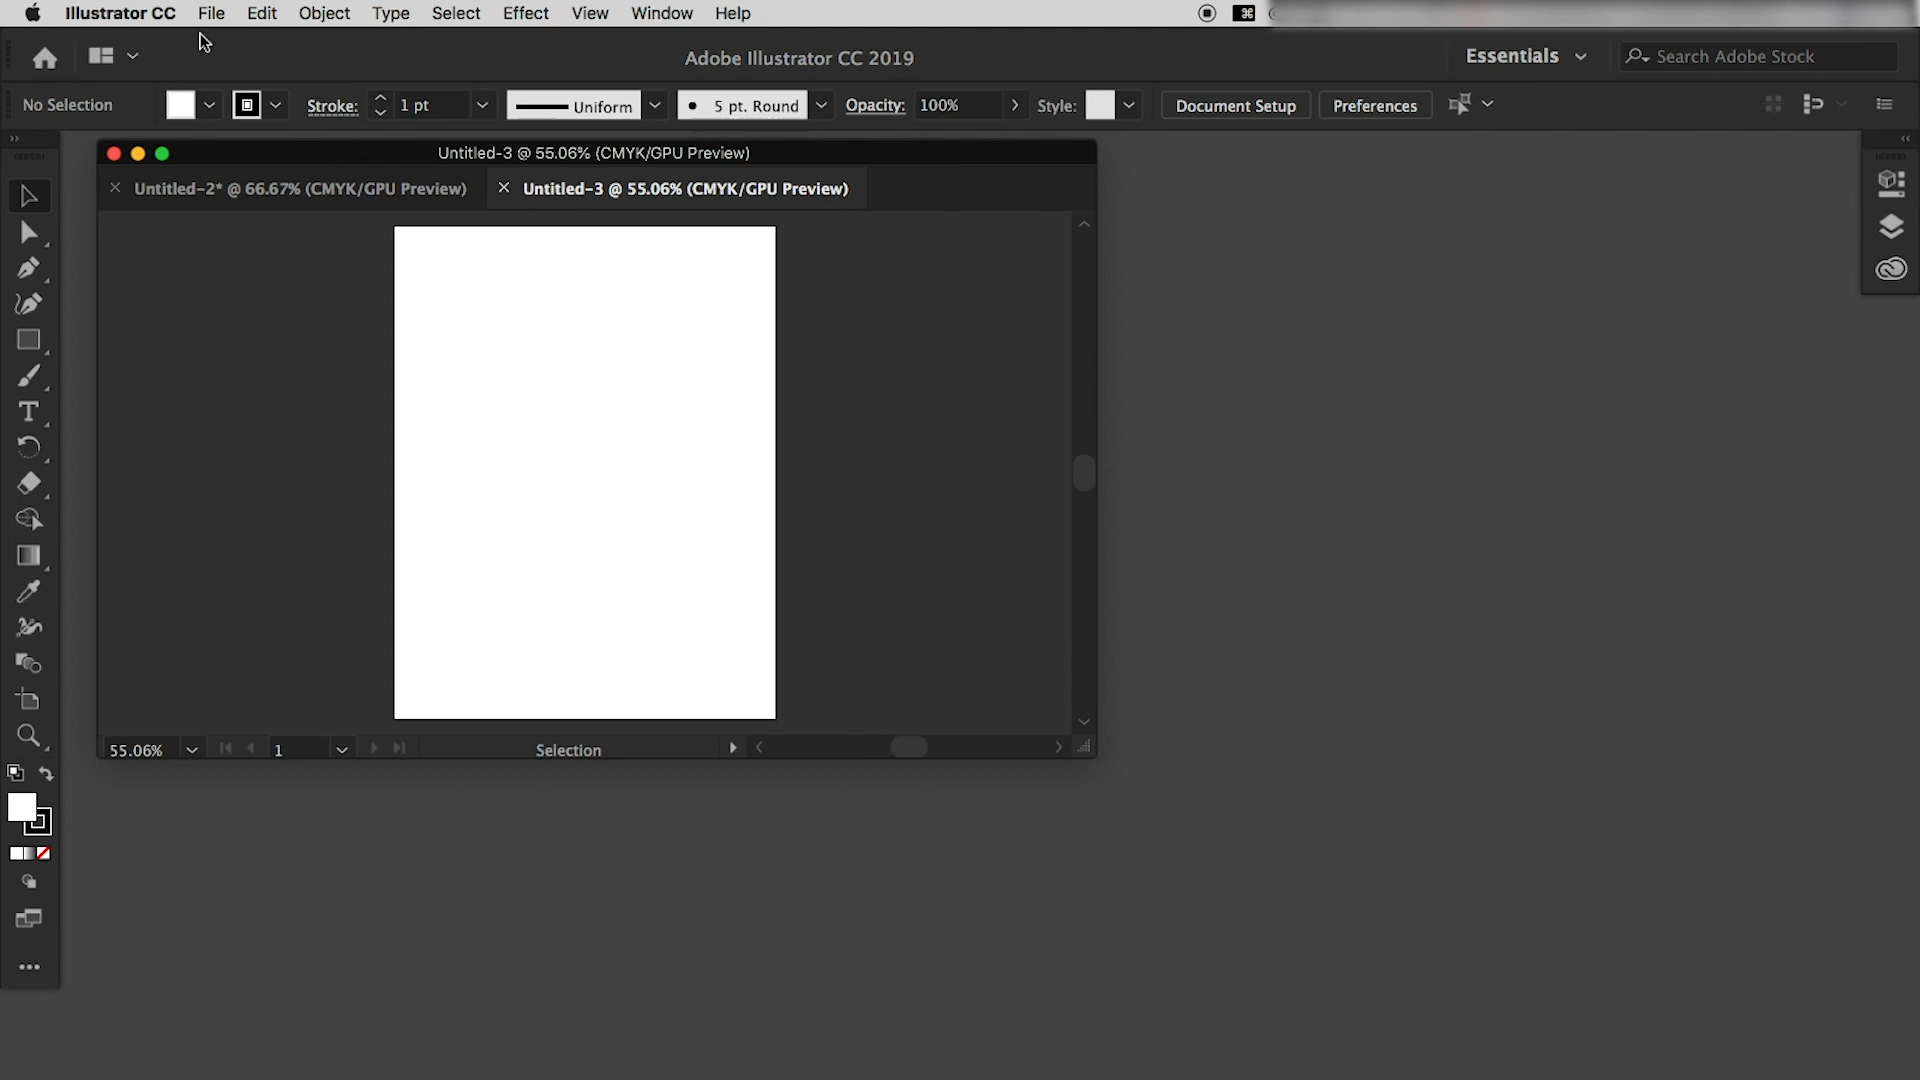 Illustrator CC File Edit Object Type Select Effect View Window Help
Adobe Illustrator CC 2019
Essentials
Search Adobe Stock
No Selection
Stroke:
1 pt
Uniform
5 pt. Round
Opacity:
100%
Style:
Document Setup
Preferences
Untitled-3 @ 55.06% (CMYK/GPU Preview)
Untitled-2* @ 66.67% (CMYK/GPU Preview)
Untitled-3 @ 55.06% (CMYK/GPU Preview)
55.06%
1
Selection